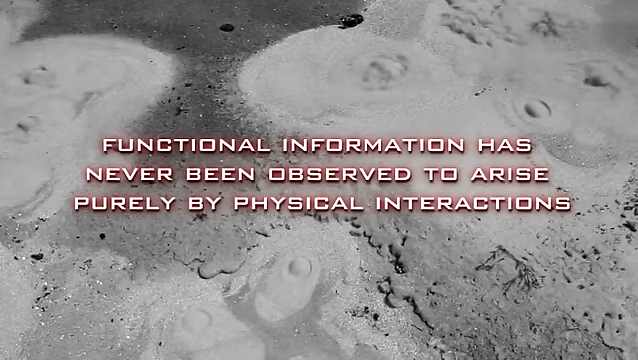 FUNCTIONAL INFORMATION HAS
NEVER BEEN OBSERVED TO ARISE
PURELY BY PHYSICAL INTERACTIONS